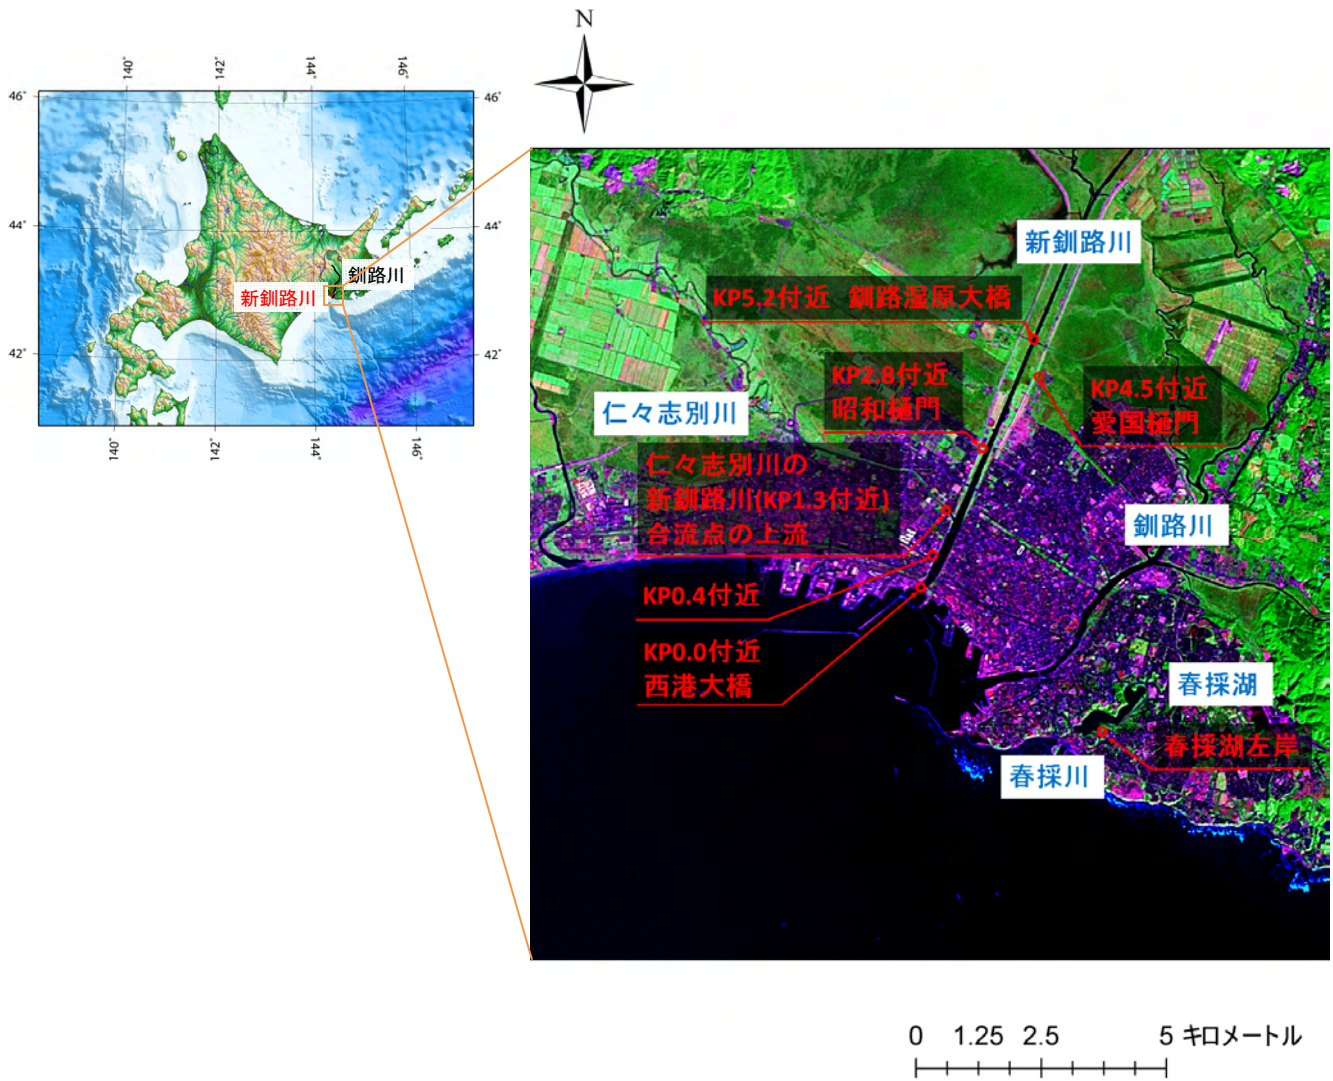 N
140°
142°
144°
146°
46°
46°
44°
44°
42°
42°
140°
142°
144°
146°
釧路川
新釧路川
新釧路川
KP5.2付近 釧路湿原大橋
KP2.8付近
昭和樋門
KP4.5付近
愛国樋門
仁々志別川
仁々志別川の
新釧路川(KP1.3付近)
合流点の上流
釧路川
KP0.4付近
KP0.0付近
西港大橋
春採湖
春採湖左岸
春採川
0 1.25 2.5 5 キロメートル